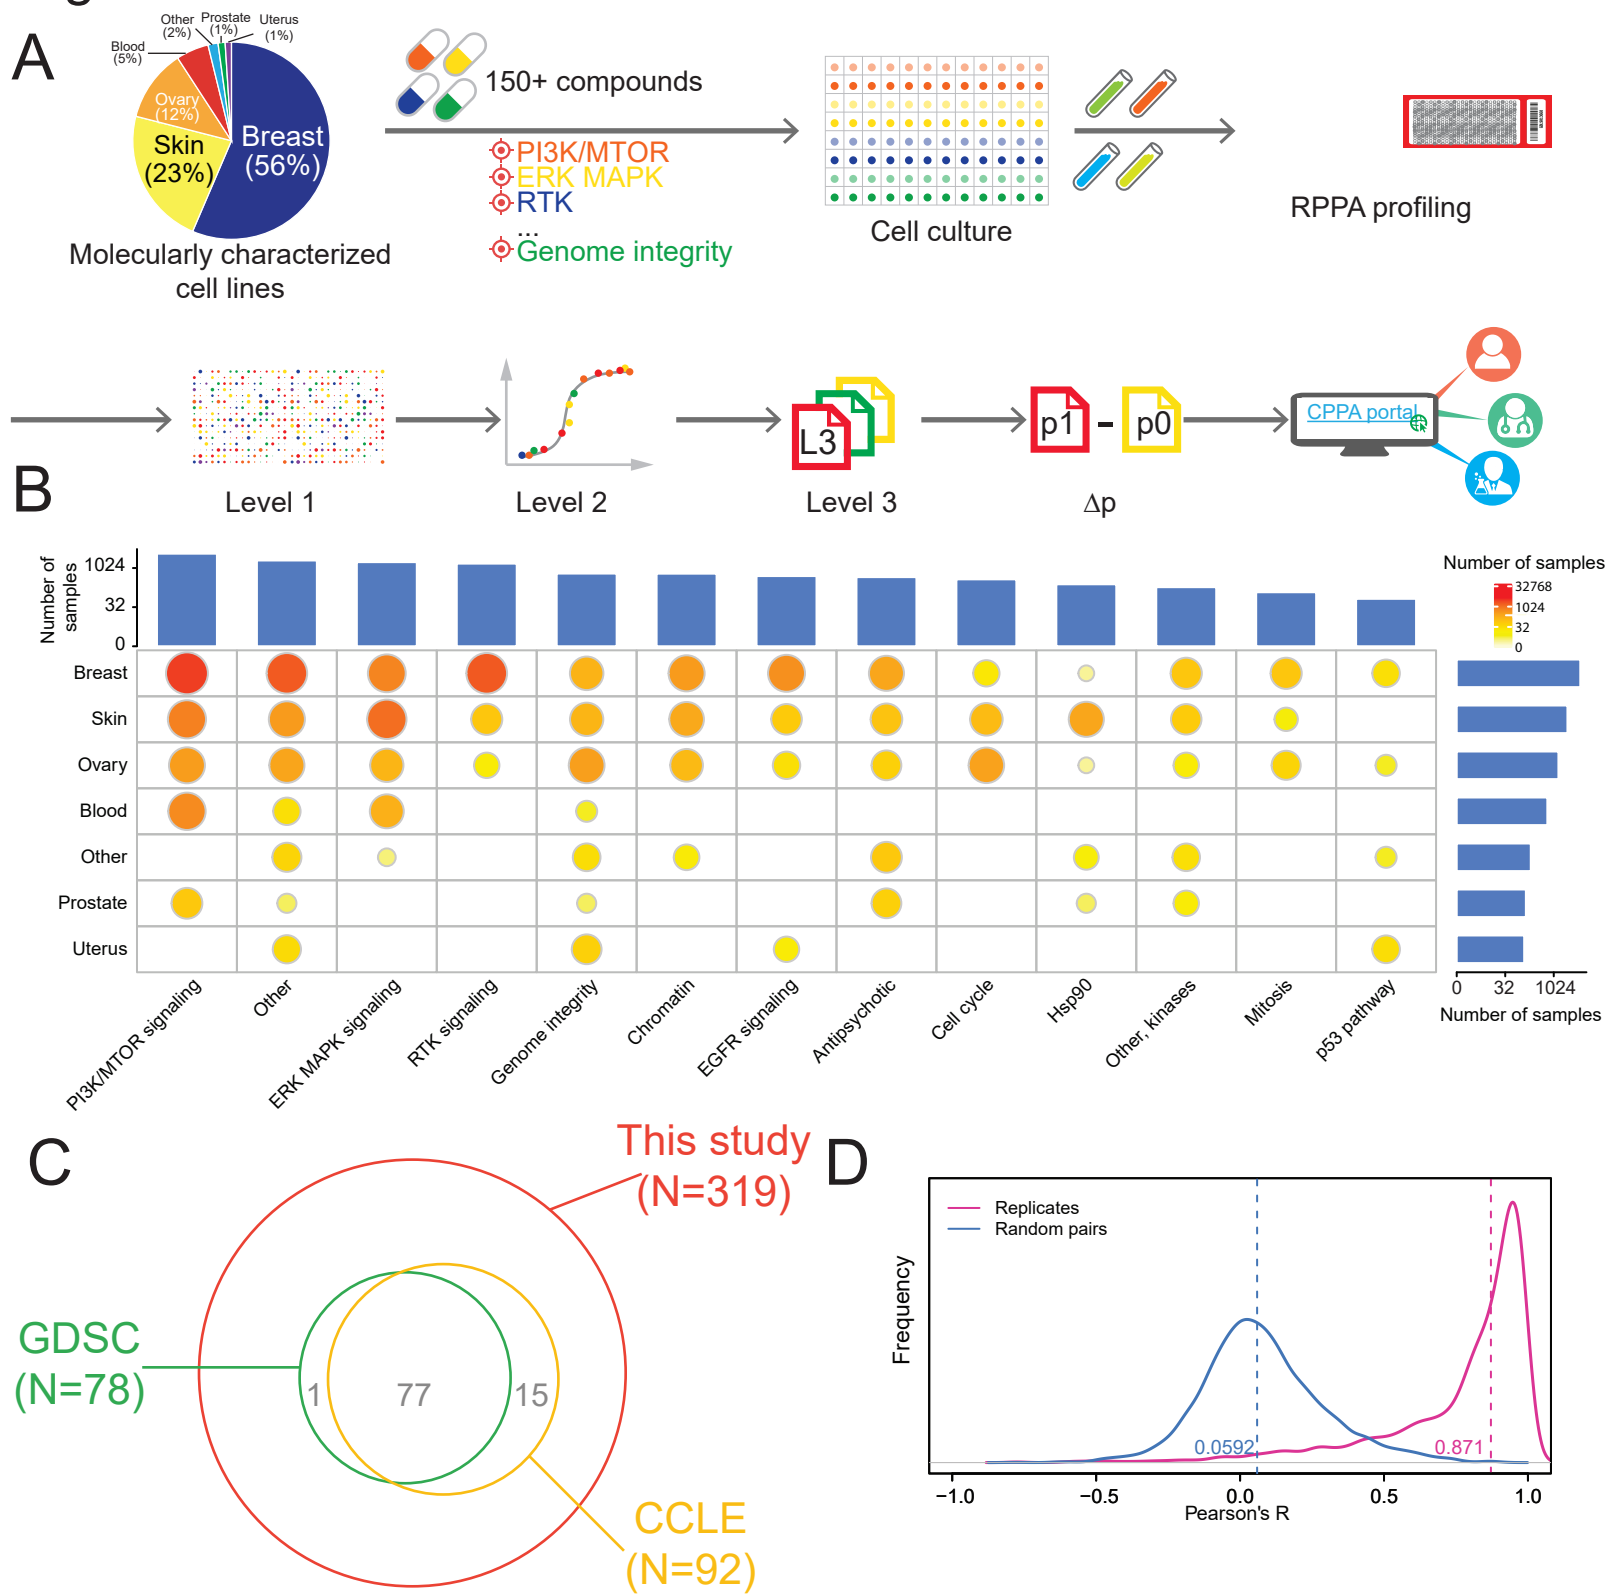 A
Other
(2%)
Prostate
(1%)
Uterus
(1%)
Blood
(5%)
Ovary
(12%)
Skin
(23%)
Breast
(56%)
Molecularly characterized
cell lines
150+ compounds
PI3K/MTOR
ERK MAPK
RTK
...
Genome integrity
Cell culture
RPPA profiling
Level 1
Level 2
L3
Level 3
p1 - p0
Δp
CPPA portal
B
Number of
samples
1024
32
0
Number of samples
32768
1024
32
0
Breast
Skin
Ovary
Blood
Other
Prostate
Uterus
PI3K/MTOR signaling
Other
ERK MAPK signaling
RTK signaling
Genome integrity
Chromatin
EGFR signaling
Antipsychotic
Cell cycle
Hsp90
Other, kinases
Mitosis
p53 pathway
0 32 1024
Number of samples
C
This study
(N=319)
GDSC
(N=78)
1 77 15
CCLE
(N=92)
D
Replicates
Random pairs
Frequency
0.0592
0.871
−1.0 −0.5 0.0 0.5 1.0
Pearson's R